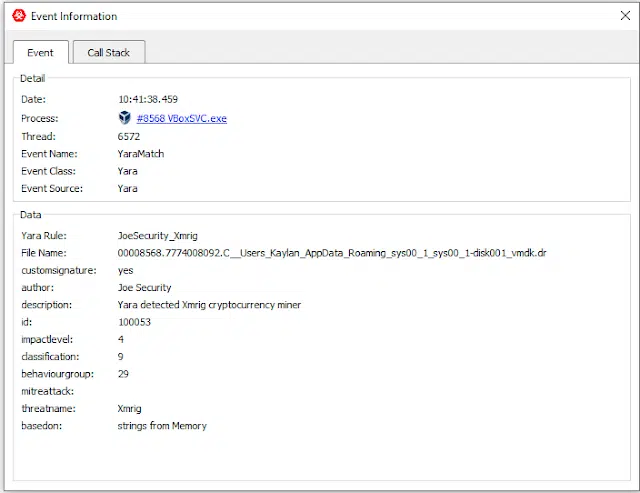 Event Information
Event Call Stack
Detail
Date: 10:41:38.459
Process: #8568 VBoxSVC.exe
Thread: 6572
Event Name: YaraMatch
Event Class: Yara
Event Source: Yara
Data
Yara Rule: JoeSecurity_Xmrig
File Name: 00008568.7774008092.C__Users_Kaylan_AppData_Roaming_sys00_1_sys00_1-disk001_vmdk.dr
customsignature: yes
author: Joe Security
description: Yara detected Xmrig cryptocurrency miner
id: 100053
impactlevel: 4
classification: 9
behaviourgroup: 29
mitreattack:
threatname: Xmrig
basedon: strings from Memory